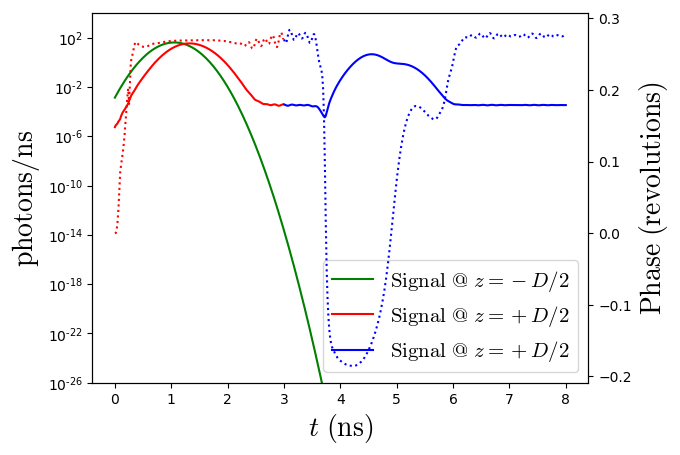 photons/ns
10^2
10^-2
10^-6
10^-10
10^-14
10^-18
10^-22
10^-26
0 1 2 3 4 5 6 7 8
t (ns)
0.3
0.2
0.1
0.0
−0.1
−0.2
Phase (revolutions)
Signal @ z = − D/2
Signal @ z = + D/2
Signal @ z = + D/2